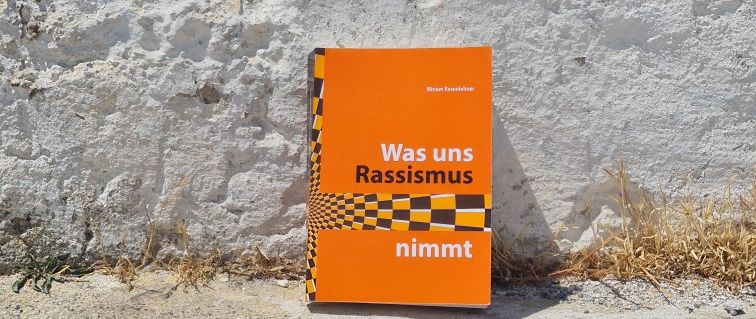 Miriam Rosenlehner
Was uns
Rassismus
nimmt